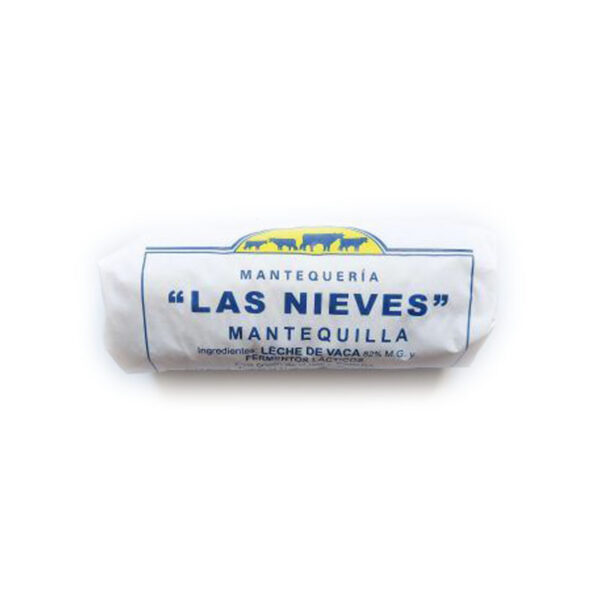 MANTEQUERÍA
"LAS NIEVES"
MANTEQUILLA
Ingredientes: LECHE DE VACA 82% M.G. y
FERMENTOS LÁCTICOS